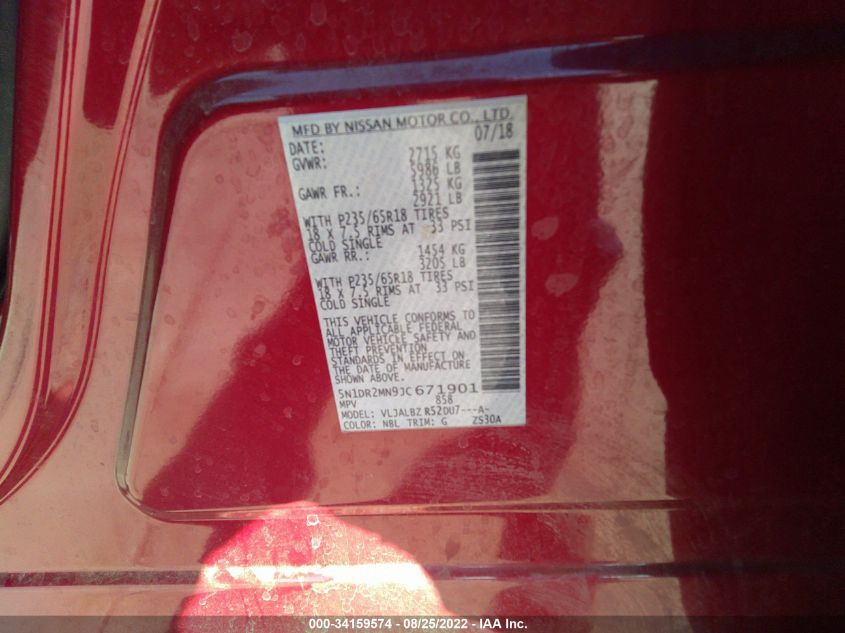 MFD BY NISSAN MOTOR CO., LTD.
DATE: 07/18
GVWR: 2715 KG
5986 LB
GAWR FR.: 1325 KG
2921 LB
WITH P235/65R18 TIRES
18 X 7.5 RIMS AT 33 PSI
COLD SINGLE
GAWR RR.: 1454 KG
3205 LB
WITH P235/65R18 TIRES
18 X 7.5 RIMS AT 33 PSI
COLD SINGLE
THIS VEHICLE CONFORMS TO
ALL APPLICABLE FEDERAL
MOTOR VEHICLE SAFETY AND
THEFT PREVENTION
STANDARDS IN EFFECT ON
THE DATE OF MANUFACTURE
SHOWN ABOVE.
5N1DR2MN9JC671901
MPV 858
MODEL: VLJALBZ R52DU7---A-
COLOR: NBL TRIM: G ZS30A
000-34159574 - 08/25/2022 - IAA Inc.